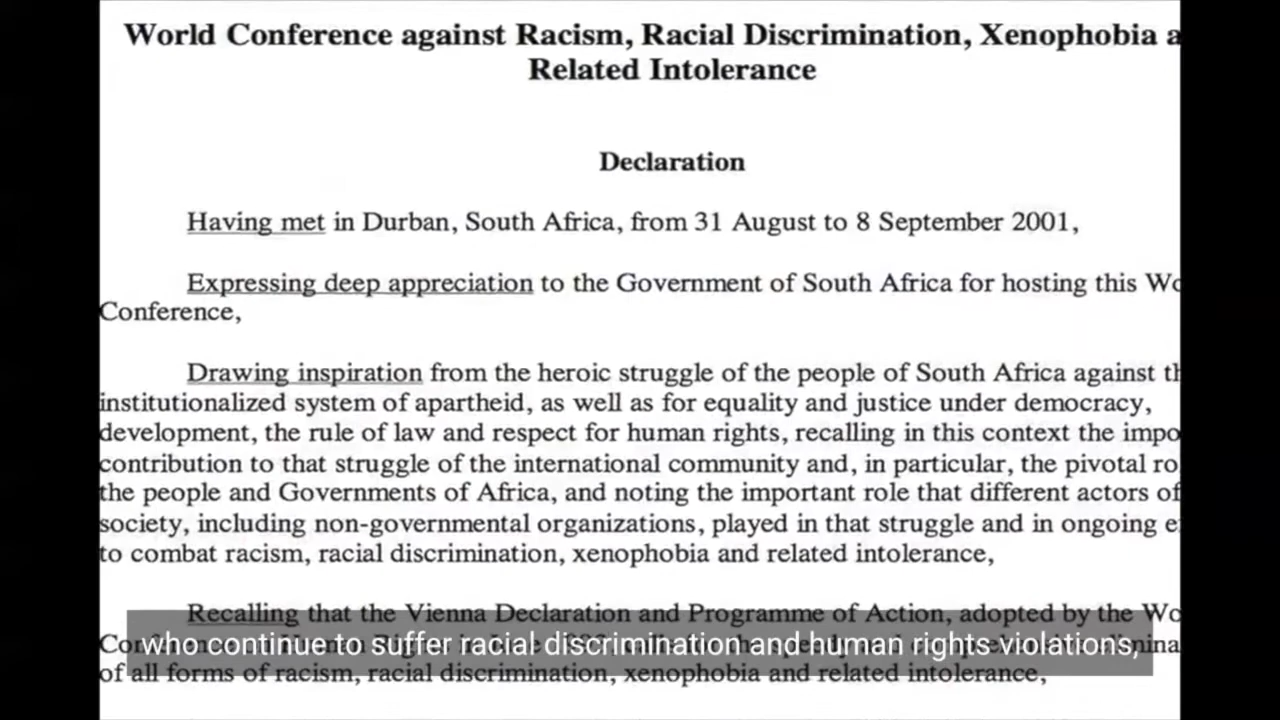 World Conference against Racism, Racial Discrimination, Xenophobia a
Related Intolerance
Declaration
Having met in Durban, South Africa, from 31 August to 8 September 2001,
Expressing deep appreciation to the Government of South Africa for hosting this Wo
Conference,
Drawing inspiration from the heroic struggle of the people of South Africa against th
institutionalized system of apartheid, as well as for equality and justice under democracy,
development, the rule of law and respect for human rights, recalling in this context the impo
contribution to that struggle of the international community and, in particular, the pivotal ro
the people and Governments of Africa, and noting the important role that different actors of
society, including non-governmental organizations, played in that struggle and in ongoing e
to combat racism, racial discrimination, xenophobia and related intolerance,
Recalling that the Vienna Declaration and Programme of Action, adopted by the Wo
who continue to suffer racial discrimination and human rights violations,
of all forms of racism, racial discrimination, xenophobia and related intolerance,